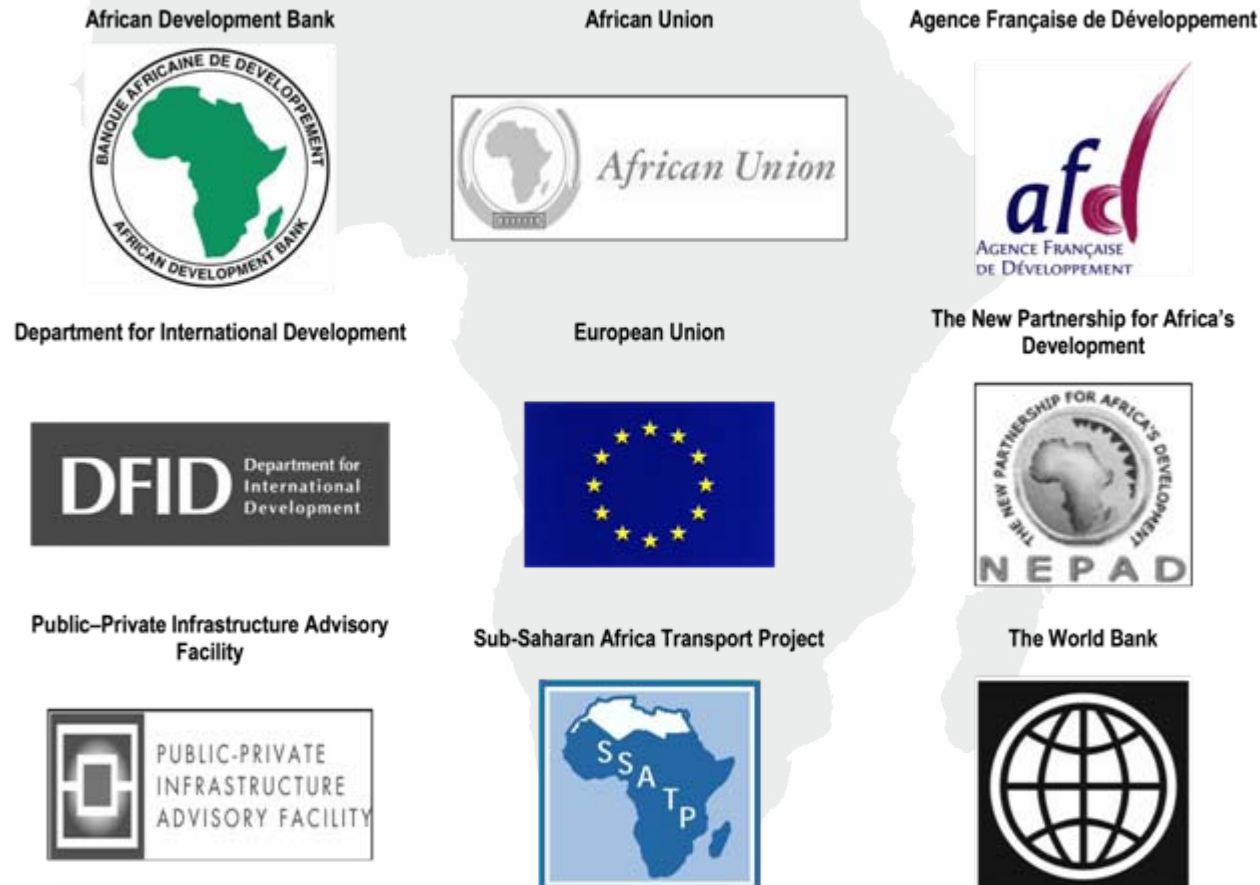 African Development Bank
African Union
Agence Française de Développement
BANQUE AFRICAINE DE DEVELOPPEMENT
AFRICAN DEVELOPMENT BANK
African Union
afd
AGENCE FRANÇAISE
DE DÉVELOPPEMENT
Department for International Development
European Union
The New Partnership for Africa's
Development
DFID
Department for
International
Development
THE NEW PARTNERSHIP FOR AFRICA'S DEVELOPMENT
NEPAD
Public–Private Infrastructure Advisory
Facility
Sub-Saharan Africa Transport Project
The World Bank
PUBLIC-PRIVATE
INFRASTRUCTURE
ADVISORY FACILITY
SSATP